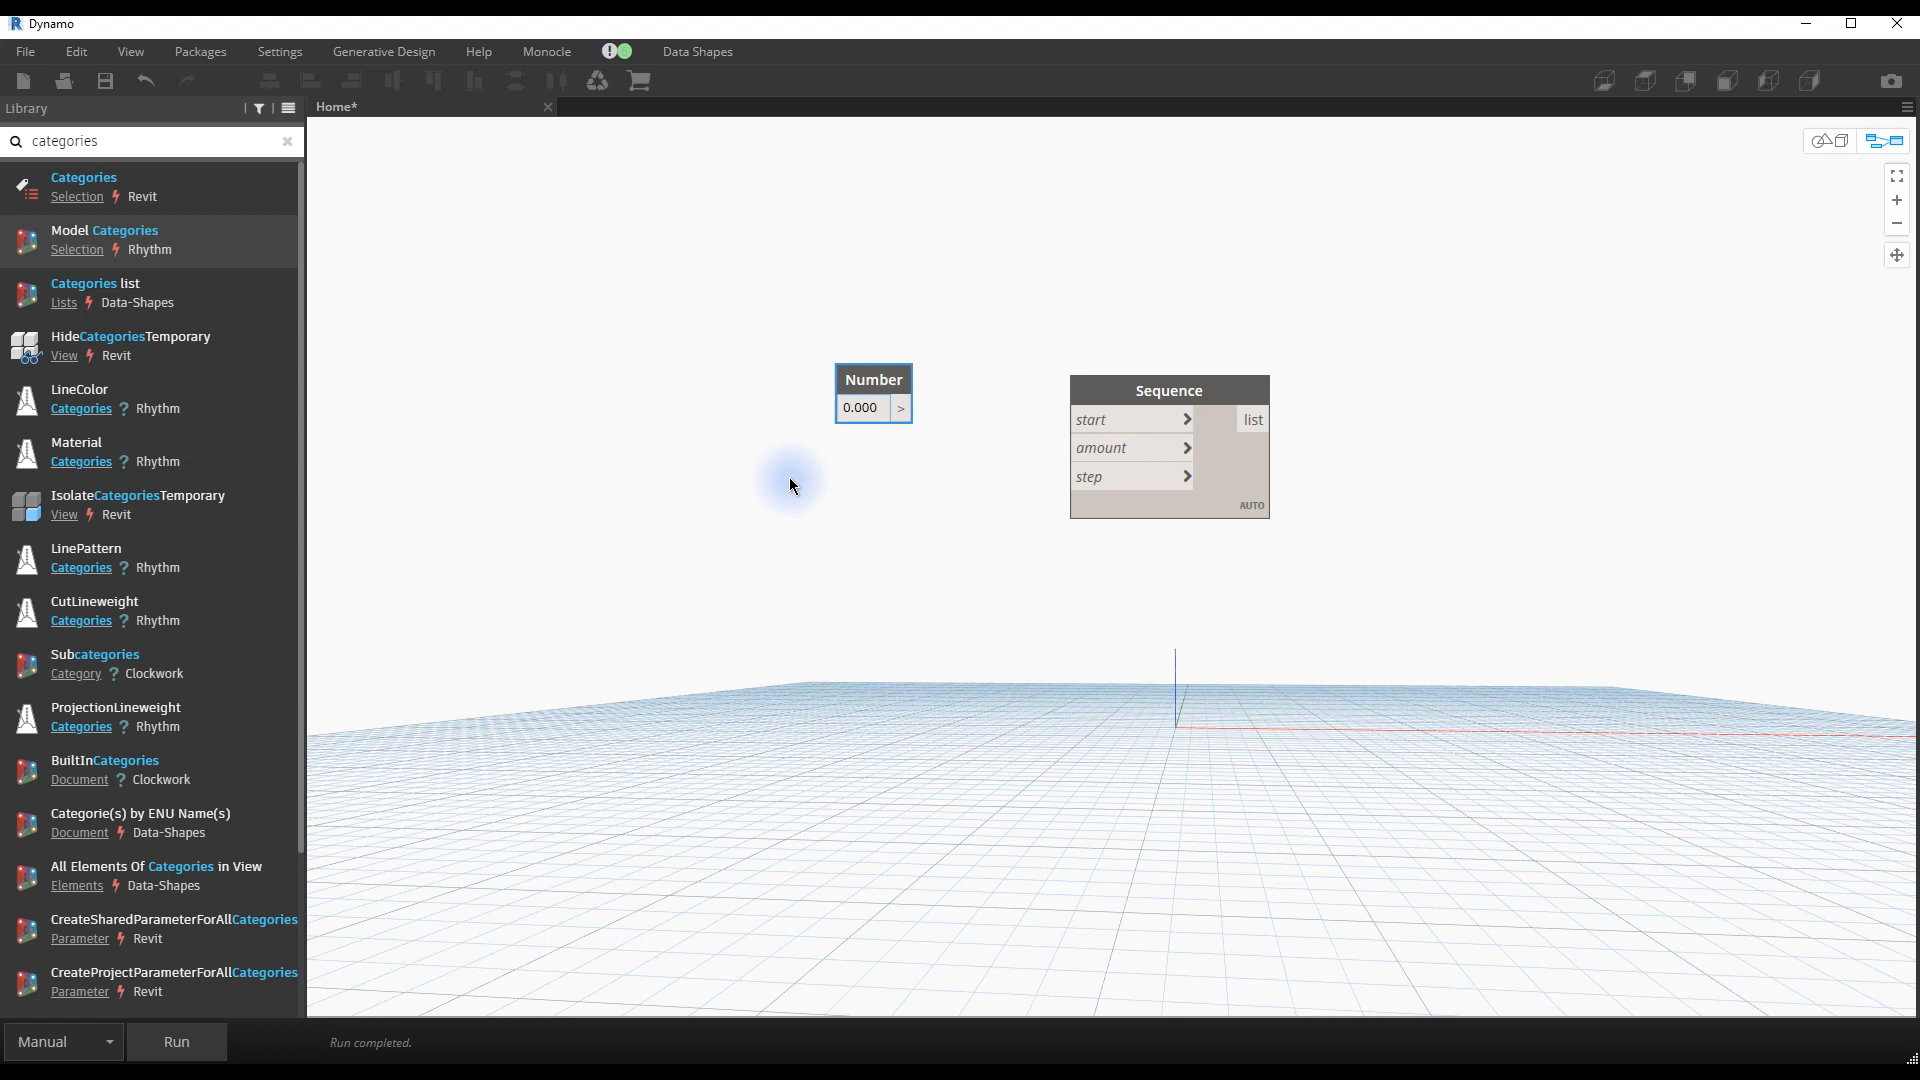 Dynamo
File Edit View Packages Settings Generative Design Help Monocle Data Shapes
Library
Home*
categories
Categories
Selection Revit
Model Categories
Selection Rhythm
Categories list
Lists Data-Shapes
HideCategoriesTemporary
View Revit
LineColor
Categories ? Rhythm
Material
Categories ? Rhythm
IsolateCategoriesTemporary
View Revit
LinePattern
Categories ? Rhythm
CutLineweight
Categories ? Rhythm
Subcategories
Category ? Clockwork
ProjectionLineweight
Categories ? Rhythm
BuiltInCategories
Document ? Clockwork
Categorie(s) by ENU Name(s)
Document Data-Shapes
All Elements Of Categories in View
Elements Data-Shapes
CreateSharedParameterForAllCategories
Parameter Revit
CreateProjectParameterForAllCategories
Parameter Revit
Number
0.000 >
Sequence
start list
amount
step
AUTO
Manual Run Run completed.